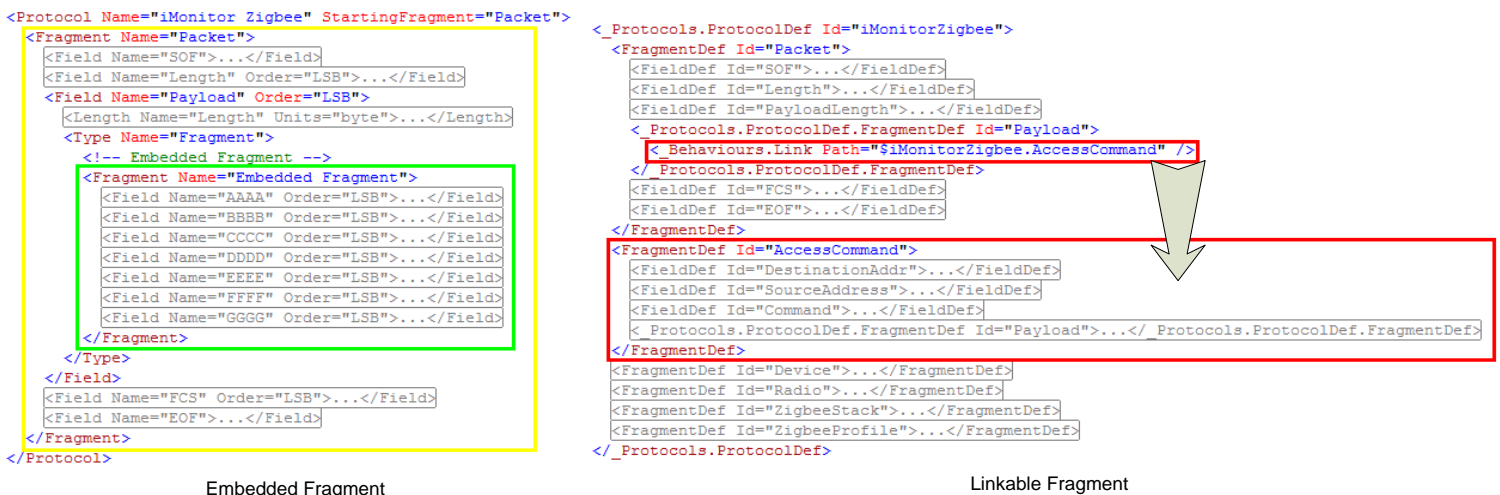 <Protocol Name="iMonitor Zigbee" StartingFragment="Packet">
<Fragment Name="Packet">
<Field Name="SOF">...</Field>
<Field Name="Length" Order="LSB">...</Field>
<Field Name="Payload" Order="LSB">
<Length Name="Length" Units="byte">...</Length>
<Type Name="Fragment">
<!-- Embedded Fragment -->
<Fragment Name="Embedded Fragment">
<Field Name="AAAA" Order="LSB">...</Field>
<Field Name="BBBB" Order="LSB">...</Field>
<Field Name="CCCC" Order="LSB">...</Field>
<Field Name="DDDD" Order="LSB">...</Field>
<Field Name="EEEE" Order="LSB">...</Field>
<Field Name="FFFF" Order="LSB">...</Field>
<Field Name="GGGG" Order="LSB">...</Field>
</Fragment>
</Type>
</Field>
<Field Name="FCS" Order="LSB">...</Field>
<Field Name="EOF">...</Field>
</Fragment>
</Protocol>
Embedded Fragment
<_Protocols.ProtocolDef Id="iMonitorZigbee">
<FragmentDef Id="Packet">
<FieldDef Id="SOF">...</FieldDef>
<FieldDef Id="Length">...</FieldDef>
<FieldDef Id="PayloadLength">...</FieldDef>
<_Protocols.ProtocolDef.FragmentDef Id="Payload">
<_Behaviours.Link Path="$iMonitorZigbee.AccessCommand" />
</_Protocols.ProtocolDef.FragmentDef>
<FieldDef Id="FCS">...</FieldDef>
<FieldDef Id="EOF">...</FieldDef>
</FragmentDef>
<FragmentDef Id="AccessCommand">
<FieldDef Id="DestinationAddr">...</FieldDef>
<FieldDef Id="SourceAddress">...</FieldDef>
<FieldDef Id="Command">...</FieldDef>
<_Protocols.ProtocolDef.FragmentDef Id="Payload">...</_Protocols.ProtocolDef.FragmentDef>
</FragmentDef>
<FragmentDef Id="Device">...</FragmentDef>
<FragmentDef Id="Radio">...</FragmentDef>
<FragmentDef Id="ZigbeeStack">...</FragmentDef>
<FragmentDef Id="ZigbeeProfile">...</FragmentDef>
</_Protocols.ProtocolDef>
Linkable Fragment